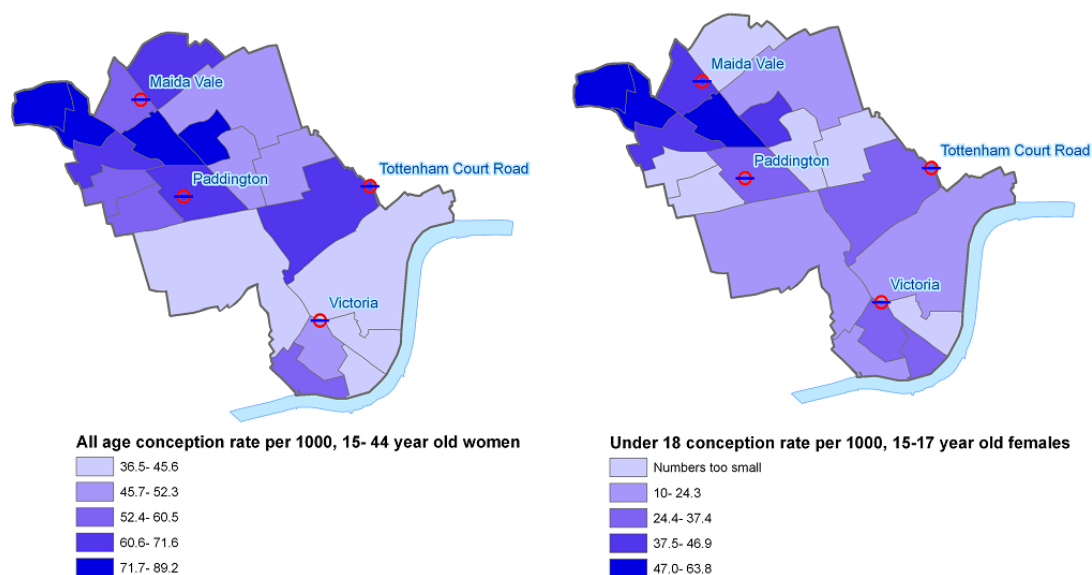 Maida Vale
Paddington
Tottenham Court Road
Victoria
All age conception rate per 1000, 15- 44 year old women
36.5- 45.6
45.7- 52.3
52.4- 60.5
60.6- 71.6
71.7- 89.2
Maida Vale
Paddington
Tottenham Court Road
Victoria
Under 18 conception rate per 1000, 15-17 year old females
Numbers too small
10- 24.3
24.4- 37.4
37.5- 46.9
47.0- 63.8